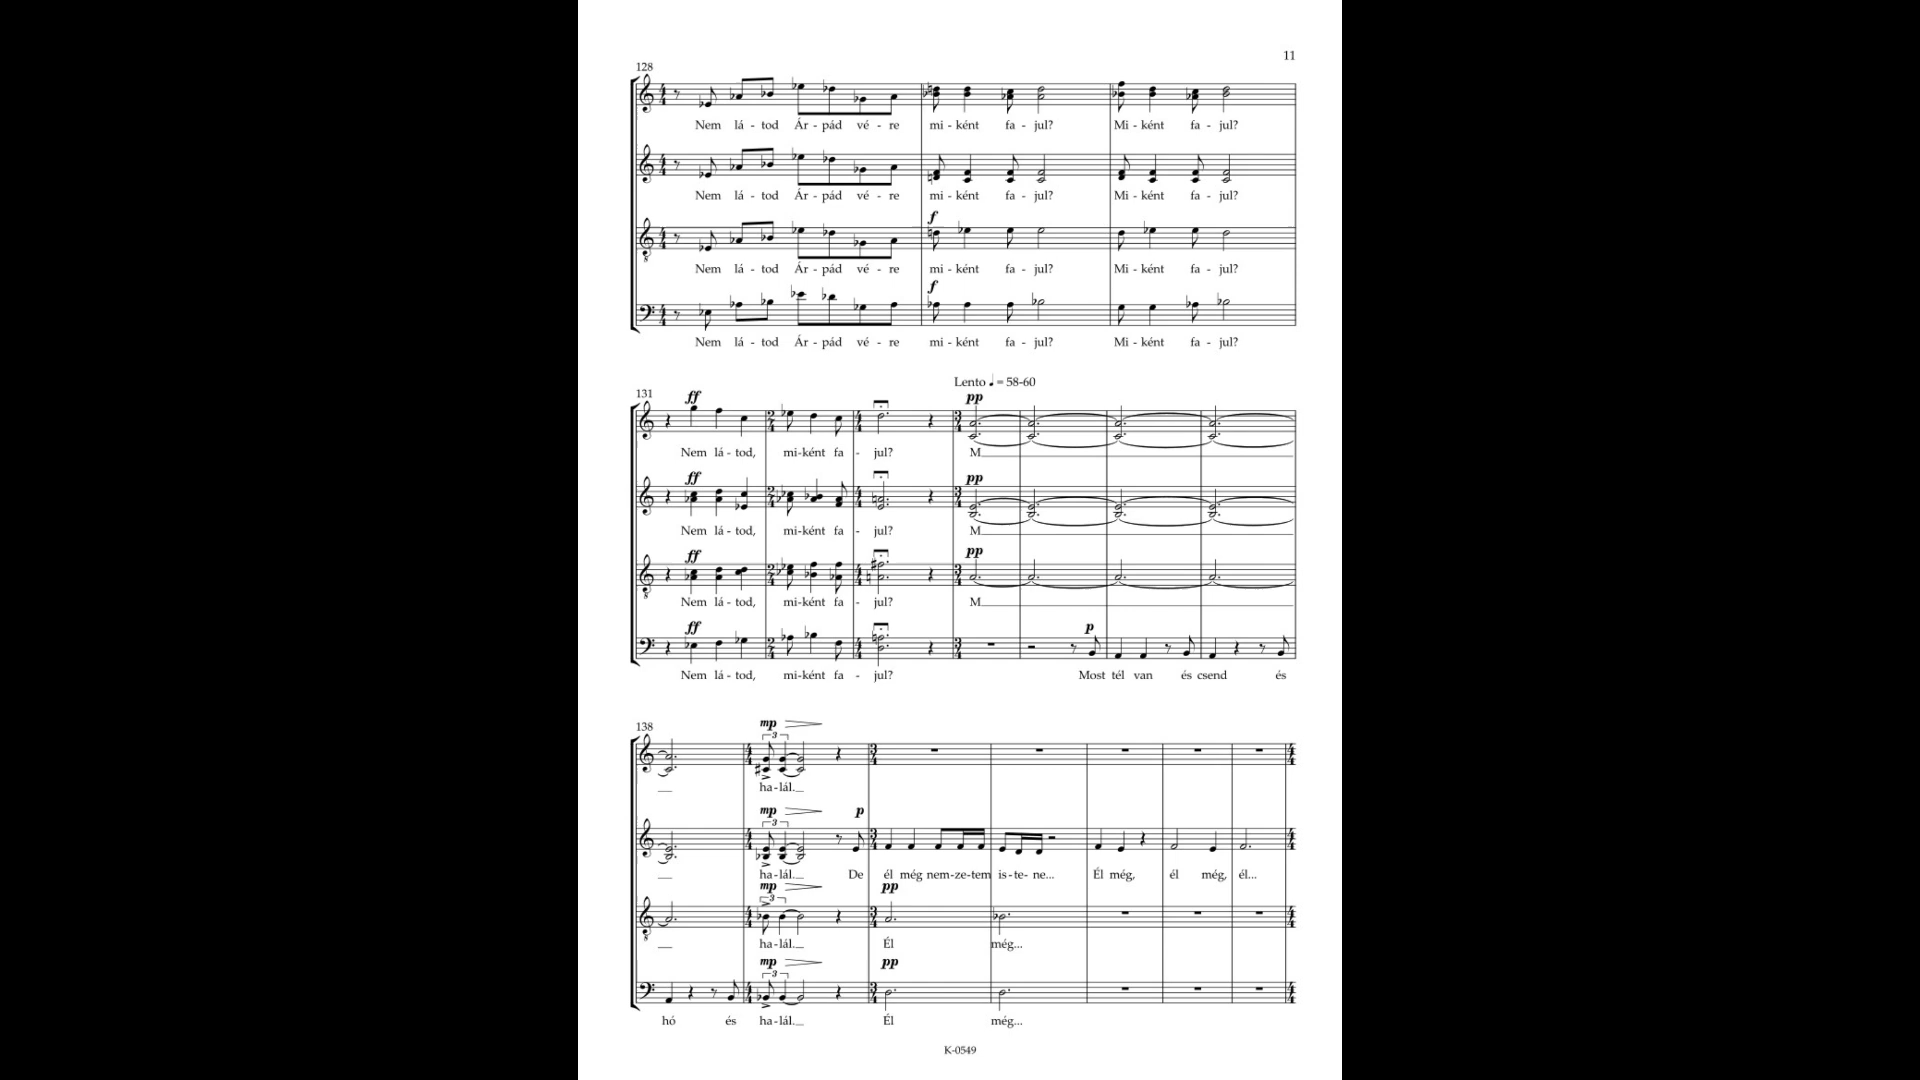 11
128
Nem lá - tod Ár - pád vé - re mi - ként fa - jul? Mi - ként fa - jul?
Nem lá - tod Ár - pád vé - re mi - ként fa - jul? Mi - ként fa - jul?
f
Nem lá - tod Ár - pád vé - re mi - ként fa - jul? Mi - ként fa - jul?
f
Nem lá - tod Ár - pád vé - re mi - ként fa - jul? Mi - ként fa - jul?
Lento ♩ = 58-60
131
ff pp
Nem lá - tod, mi-ként fa - jul? M
ff pp
Nem lá - tod, mi-ként fa - jul? M
ff pp
Nem lá - tod, mi-ként fa - jul? M
ff p
Nem lá - tod, mi-ként fa - jul? Most tél van és csend és
138
mp
3
ha-lál.
mp p
3
ha-lál. De él még nem-ze-tem is-te- ne... Él még, él még, él...
mp pp
3
ha-lál. Él még...
mp pp
3
hó és ha-lál. Él még...
K-0549